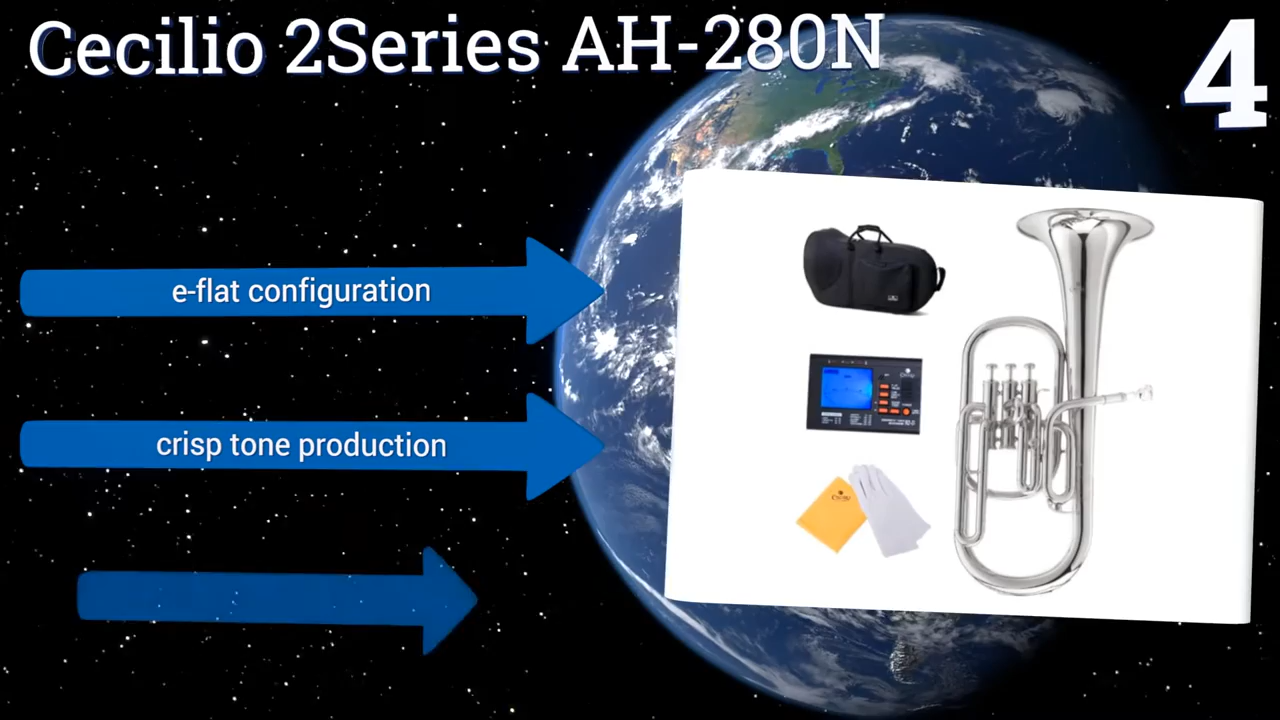 Cecilio 2Series AH-280N
4
e-flat configuration
crisp tone production